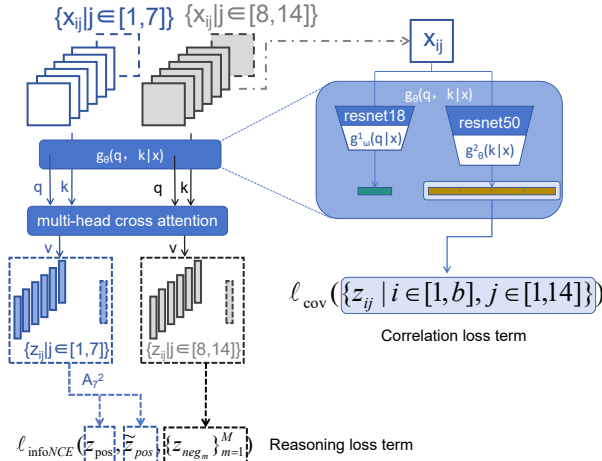 {x_ij|j∈[1,7]} {x_ij|j∈[8,14]}
x_ij
g_θ(q, k|x)
resnet18 resnet50
g¹_ω(q|x) g²_θ(k|x)
g_θ(q, k|x)
q k q k
multi-head cross attention
v v
{z_ij|j∈[1,7]} {z_ij|j∈[8,14]}
ℓ_cov({z_ij | i∈[1,b], j∈[1,14]})
Correlation loss term
A₇²
ℓ_infoNCE(z_pos, z̃_pos, {z_neg_m}_{m=1}^M) Reasoning loss term